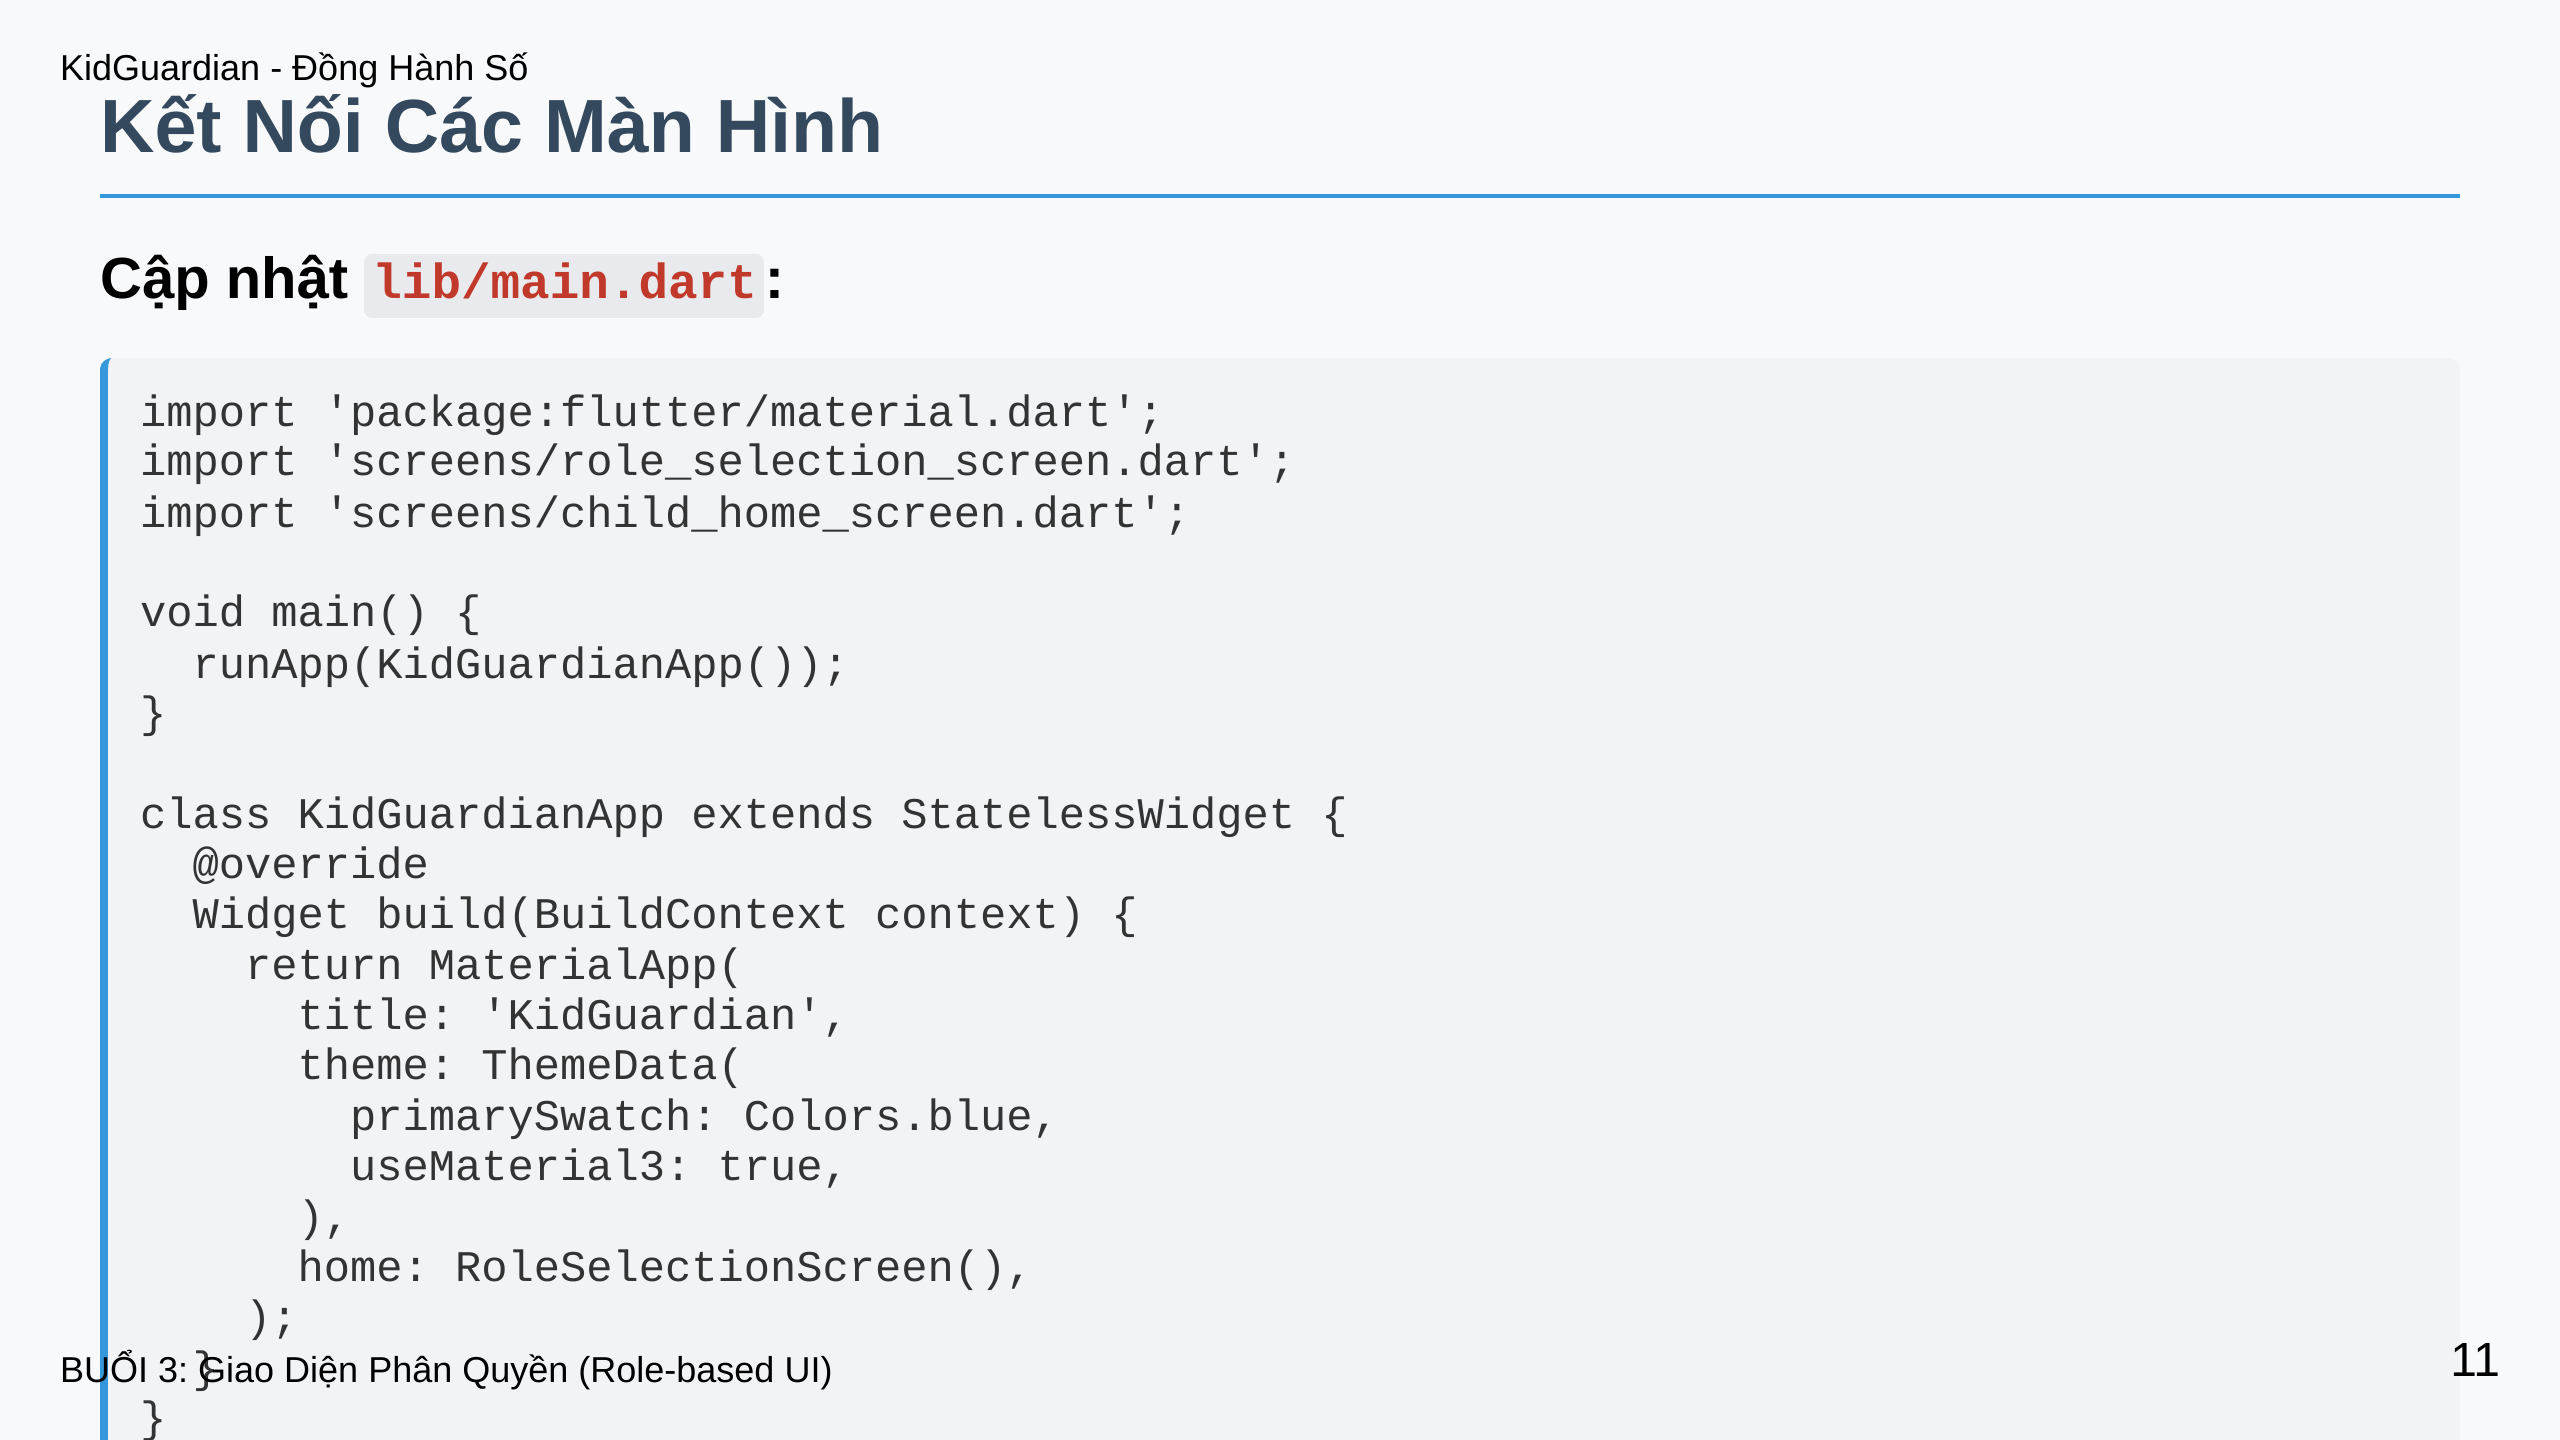 KidGuardian - Đồng Hành Số
Kết Nối Các Màn Hình
Cập nhật lib/main.dart:
import 'package:flutter/material.dart';
import 'screens/role_selection_screen.dart';
import 'screens/child_home_screen.dart';

void main() {
  runApp(KidGuardianApp());
}

class KidGuardianApp extends StatelessWidget {
  @override
  Widget build(BuildContext context) {
    return MaterialApp(
      title: 'KidGuardian',
      theme: ThemeData(
        primarySwatch: Colors.blue,
        useMaterial3: true,
      ),
      home: RoleSelectionScreen(),
    );
  }
}
BUỔI 3: Giao Diện Phân Quyền (Role-based UI)
11